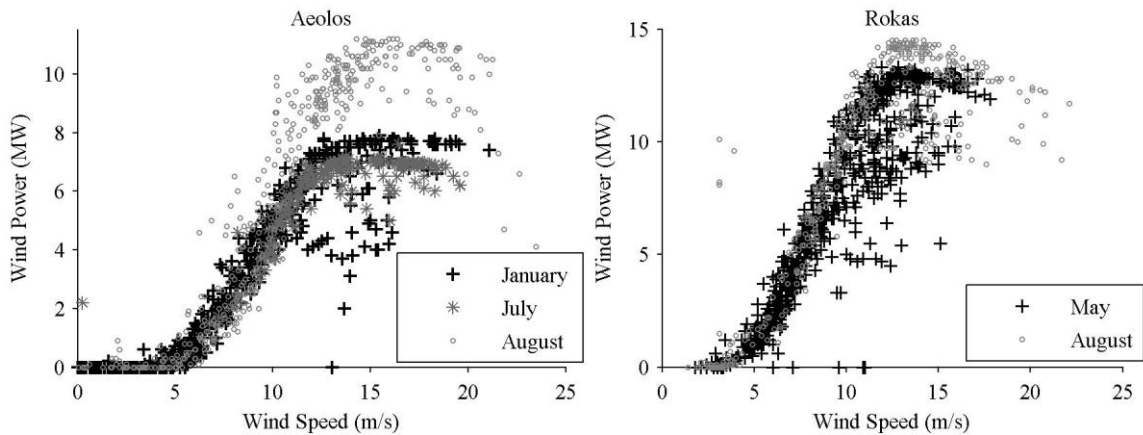 Aeolos
Wind Power (MW)
10
8
6
4
2
0
0 5 10 15 20 25
Wind Speed (m/s)
January
July
August
Rokas
Wind Power (MW)
15
10
5
0
0 5 10 15 20 25
Wind Speed (m/s)
May
August